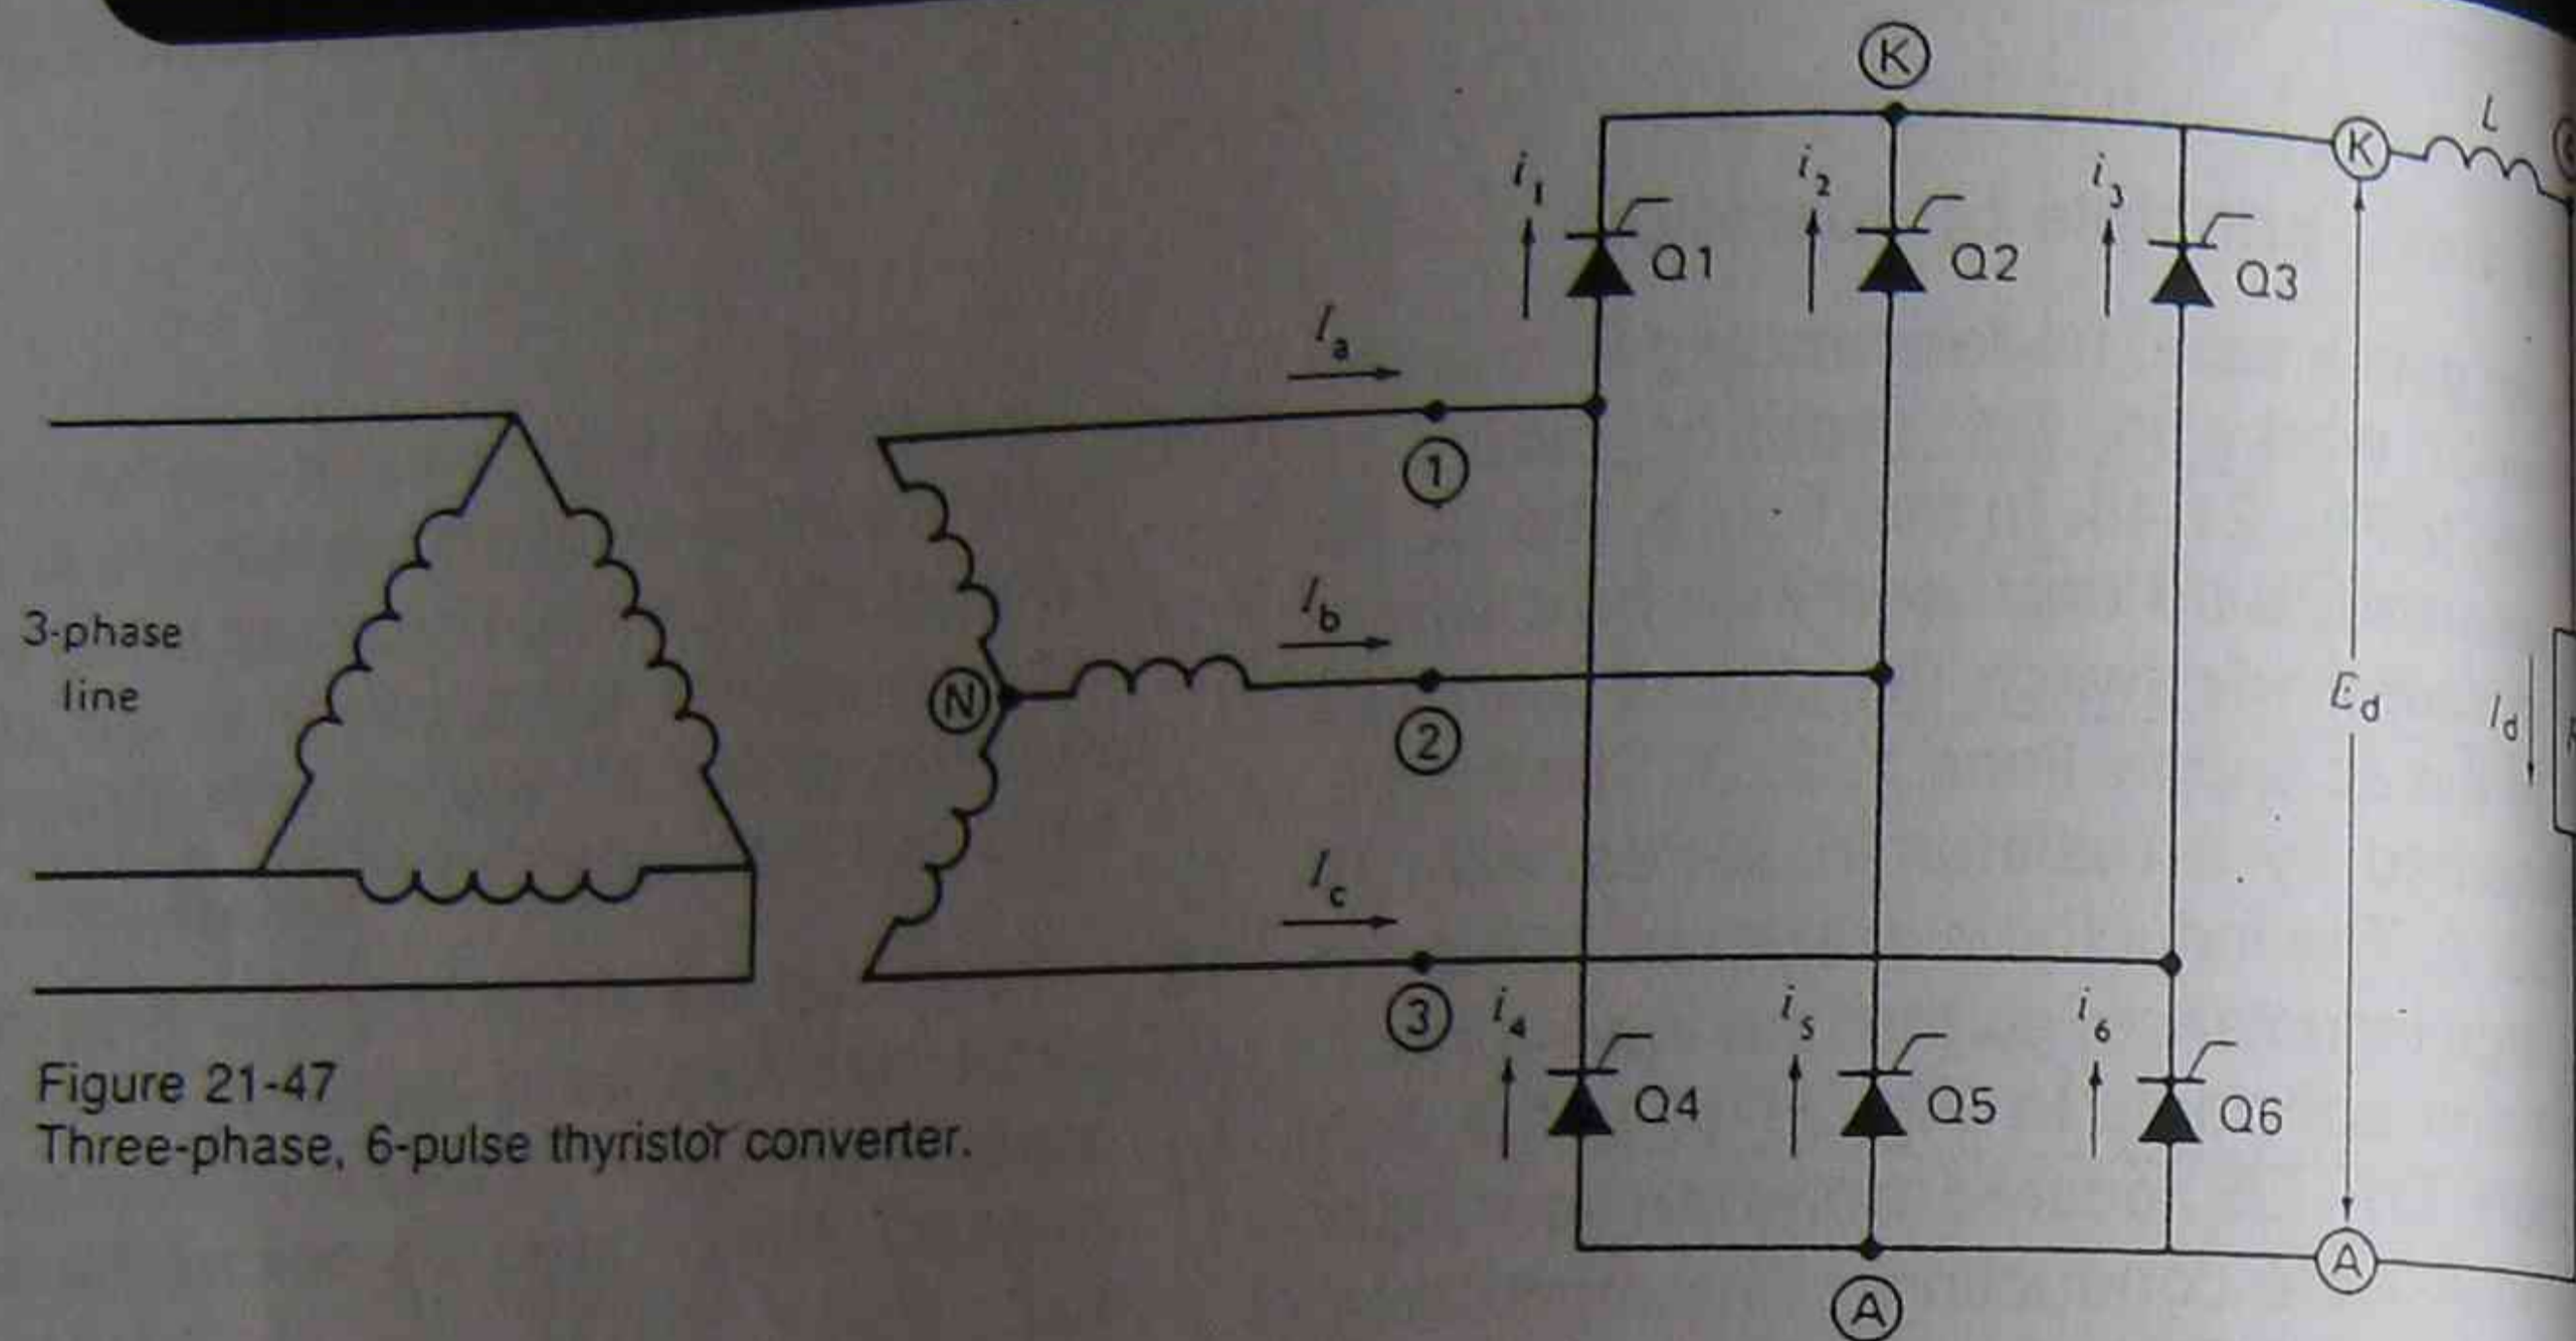 K
K
L
i1
i2
i3
Q1
Q2
Q3
Ia
1
3-phase
line
Ib
N
2
Ed
Id
Ic
3
i4
i5
i6
Q4
Q5
Q6
Figure 21-47
Three-phase, 6-pulse thyristor converter.
A
A